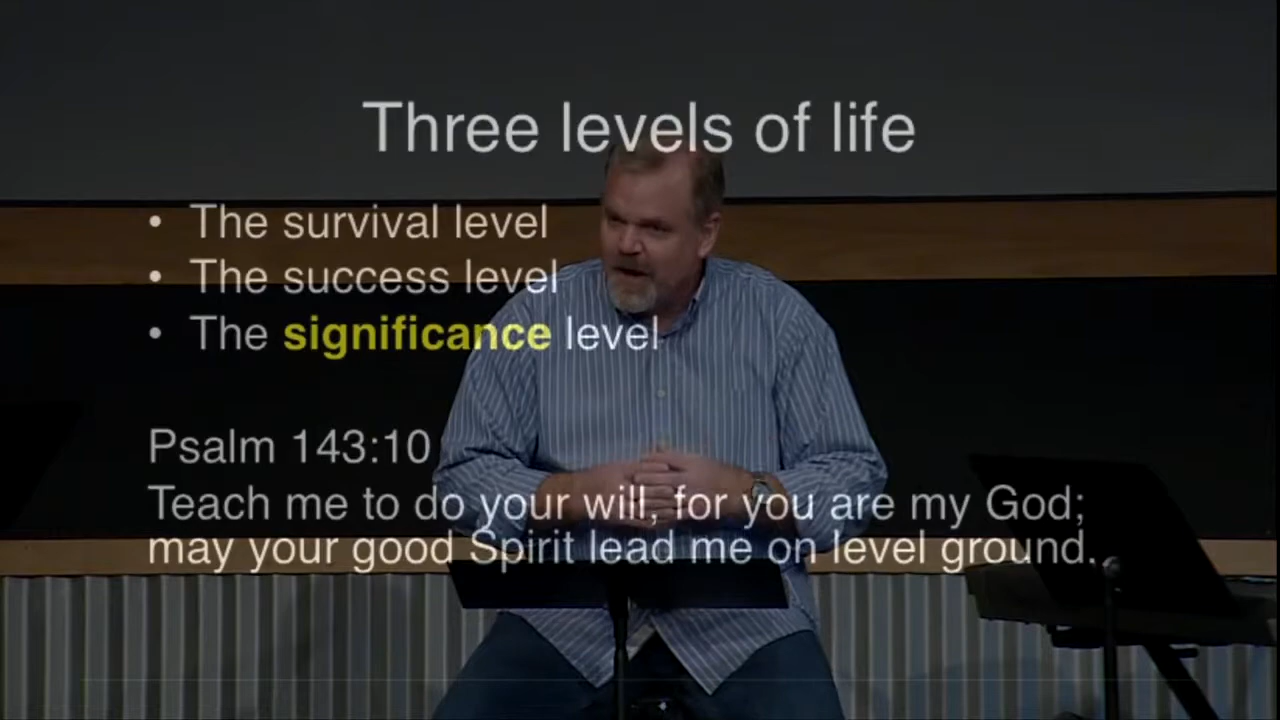 Three levels of life
• The survival level
• The success level
• The significance level
Psalm 143:10
Teach me to do your will, for you are my God;
may your good Spirit lead me on level ground.